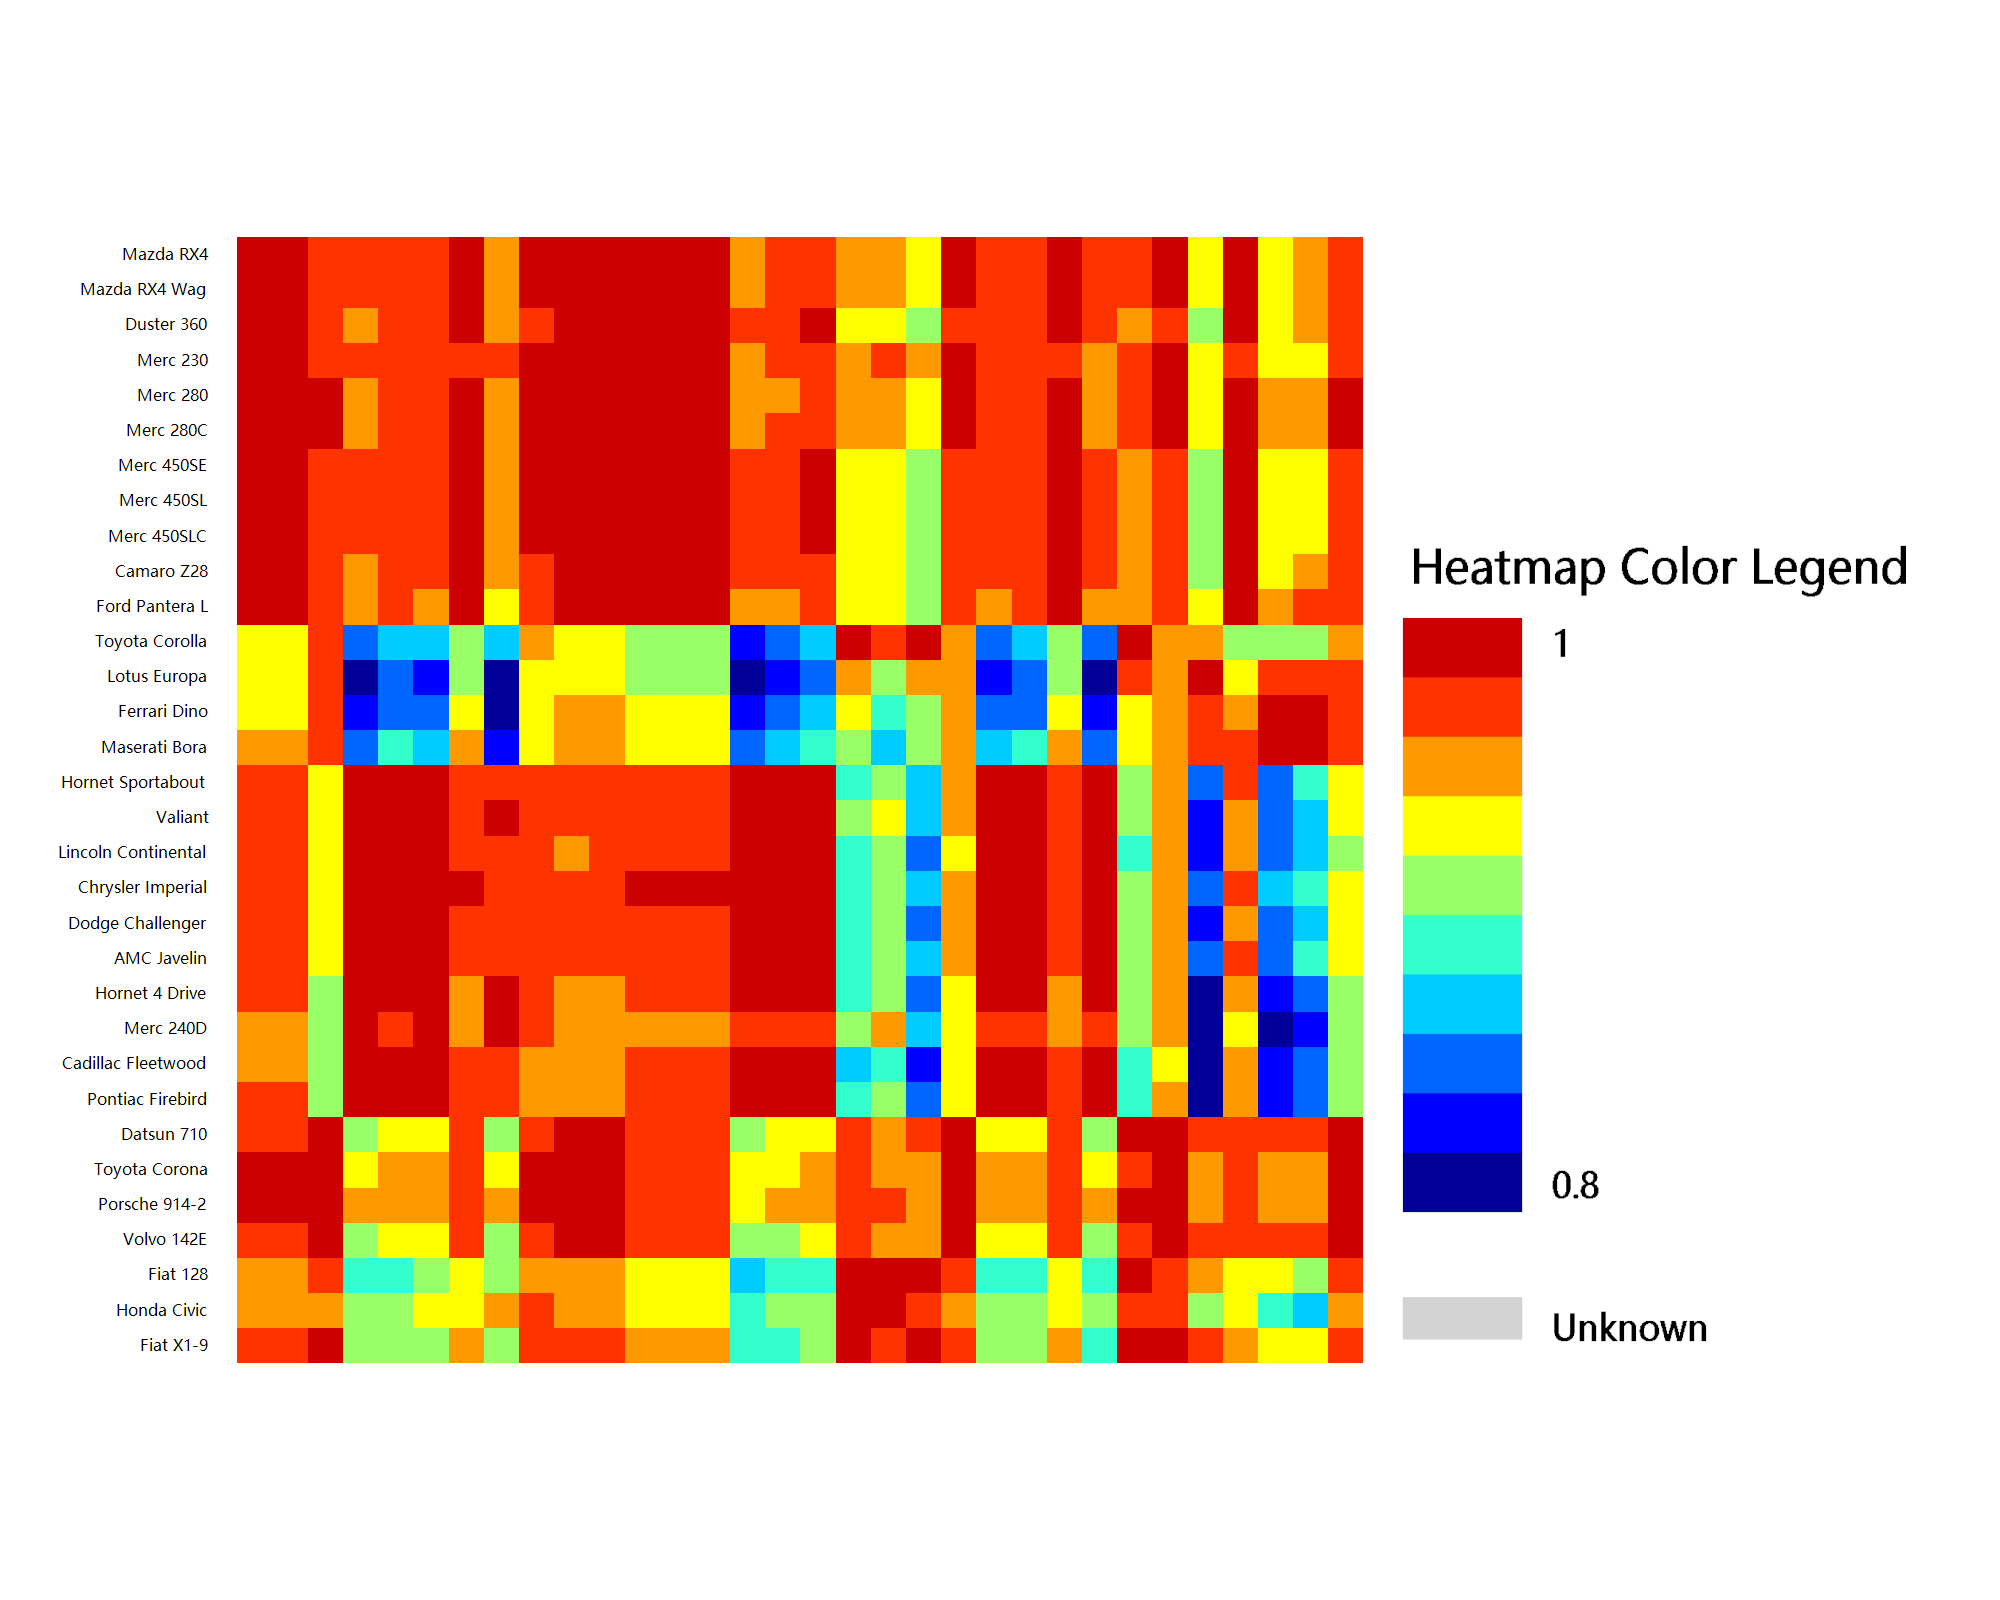 Mazda RX4
Mazda RX4 Wag
Duster 360
Merc 230
Merc 280
Merc 280C
Merc 450SE
Merc 450SL
Merc 450SLC
Camaro Z28
Ford Pantera L
Toyota Corolla
Lotus Europa
Ferrari Dino
Maserati Bora
Hornet Sportabout
Valiant
Lincoln Continental
Chrysler Imperial
Dodge Challenger
AMC Javelin
Hornet 4 Drive
Merc 240D
Cadillac Fleetwood
Pontiac Firebird
Datsun 710
Toyota Corona
Porsche 914-2
Volvo 142E
Fiat 128
Honda Civic
Fiat X1-9
Heatmap Color Legend
1
0.8
Unknown